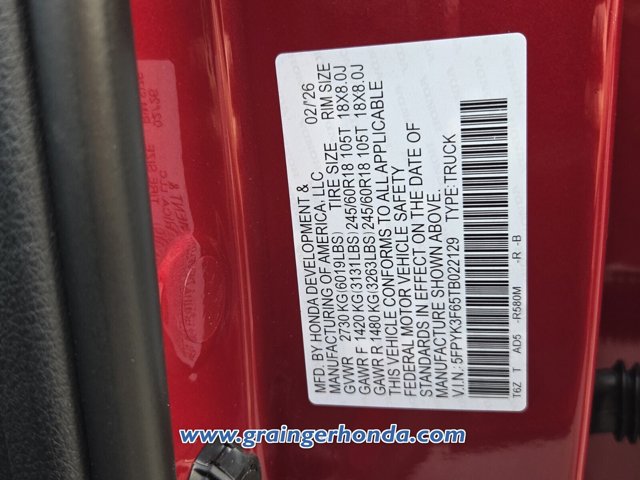 MFD. BY HONDA DEVELOPMENT & 02/'26
MANUFACTURING OF AMERICA, LLC
TIRE SIZE RIM SIZE
GVWR 2730 KG(6019LBS)
GAWR F 1420 KG(3131LBS) 245/60R18 105T 18X8.0J
GAWR R 1480 KG(3263LBS) 245/60R18 105T 18X8.0J
THIS VEHICLE CONFORMS TO ALL APPLICABLE
FEDERAL MOTOR VEHICLE SAFETY
STANDARDS IN EFFECT ON THE DATE OF
MANUFACTURE SHOWN ABOVE.
V.I.N: 5FPYK3F65TB022129 TYPE: TRUCK
T6Z T AD5 -R580M -R -B
www.graingerhonda.com